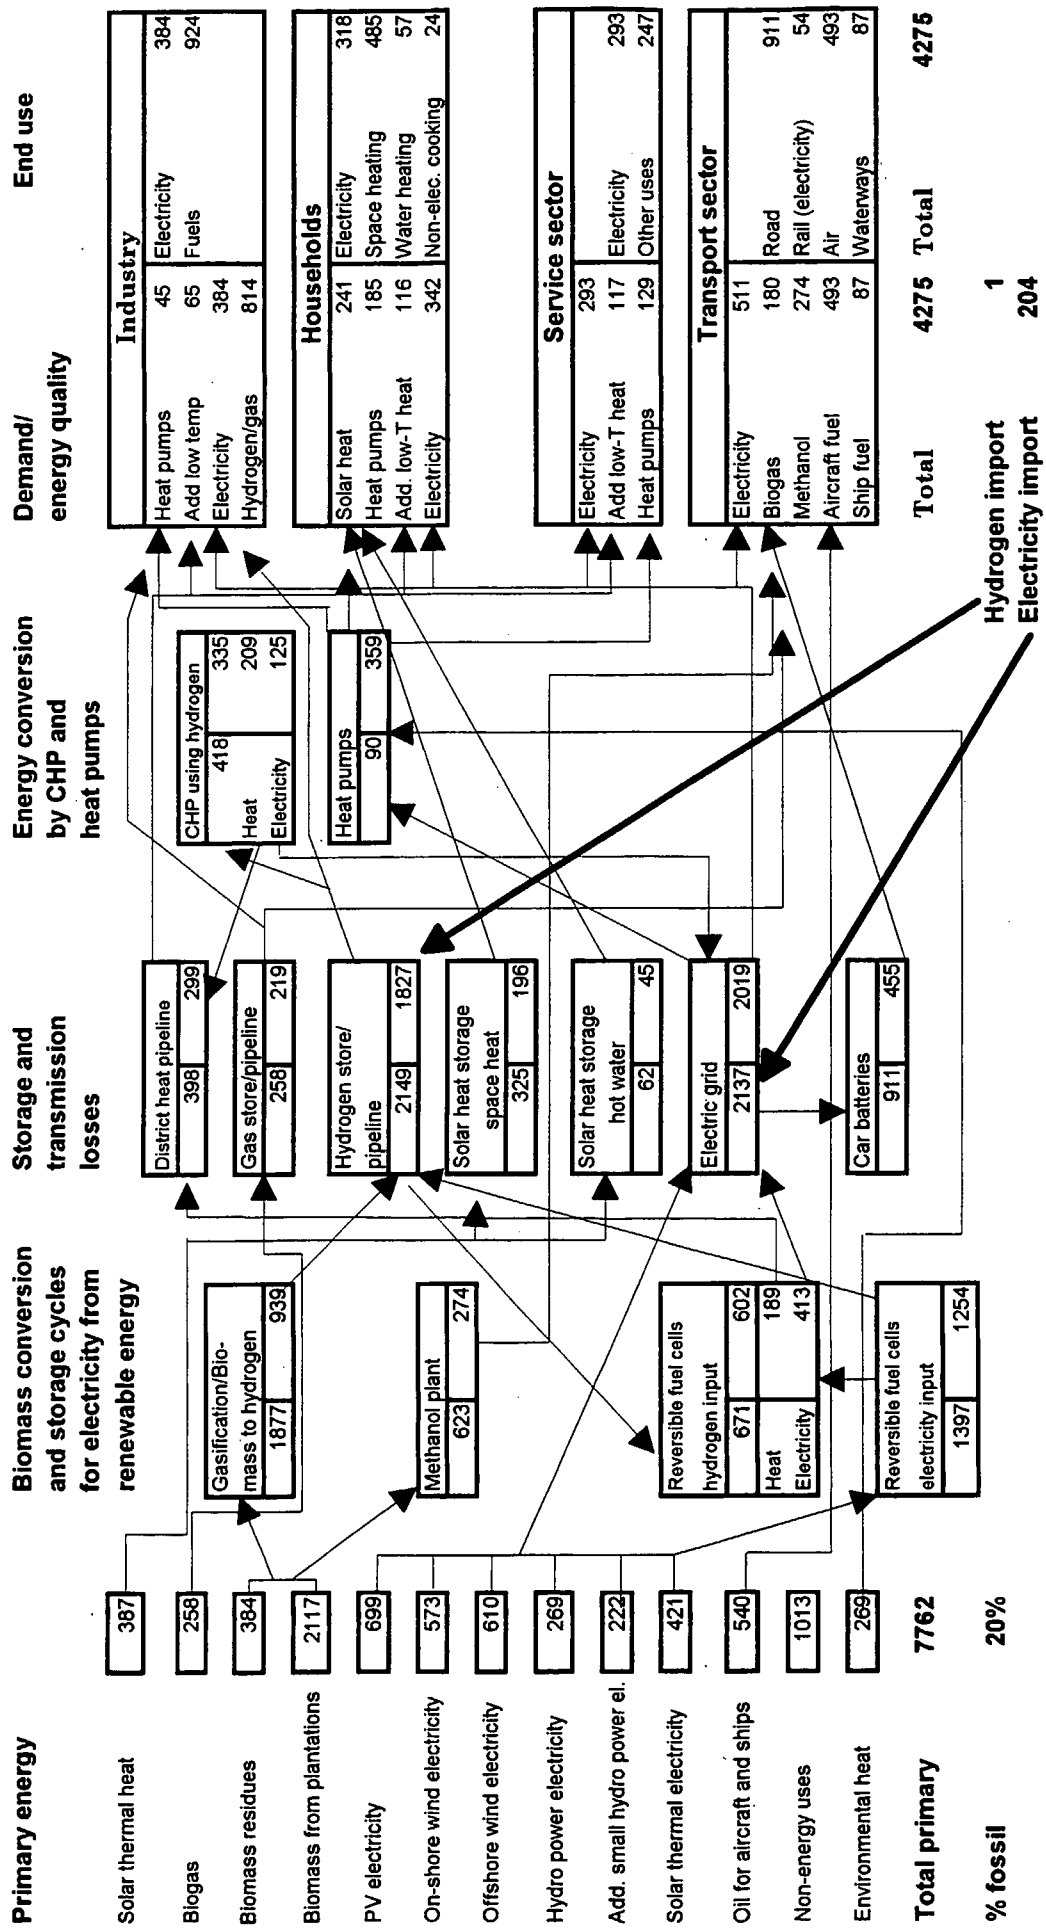 Primary energy
Solar thermal heat
387
Biogas
258
Biomass residues
384
Biomass from plantations
2117
PV electricity
699
On-shore wind electricity
573
Offshore wind electricity
610
Hydro power electricity
269
Add. small hydro power el.
222
Solar thermal electricity
421
Oil for aircraft and ships
540
Non-energy uses
1013
Environmental heat
269
Total primary
7762
% fossil
20%
Biomass conversion
and storage cycles
for electricity from
renewable energy
Gasification/Bio-
mass to hydrogen
1877 939
Methanol plant
623 274
Reversible fuel cells
hydrogen input
671 602
Heat 189
Electricity 413
Reversible fuel cells
electricity input
1397 1254
Storage and
transmission
losses
District heat pipeline
398 299
Gas store/pipeline
258 219
Hydrogen store/
pipeline
2149 1827
Solar heat storage
space heat
325 196
Solar heat storage
hot water
62 45
Electric grid
2137 2019
Car batteries
911 455
Energy conversion
by CHP and
heat pumps
CHP using hydrogen
418 335
Heat 209
Electricity 125
Heat pumps
90 359
Demand/
energy quality
End use
Industry
Heat pumps 45 Electricity 384
Add low temp 65 Fuels 924
Electricity 384
Hydrogen/gas 814
Households
Solar heat 241 Electricity 318
Heat pumps 185 Space heating 485
Add. low-T heat 116 Water heating 57
Electricity 342 Non-elec. cooking 24
Service sector
Electricity 293
Add low-T heat 117 Electricity 293
Heat pumps 129 Other uses 247
Transport sector
Electricity 511
Biogas 180 Road 911
Methanol 274 Rail (electricity) 54
Aircraft fuel 493 Air 493
Ship fuel 87 Waterways 87
Total 4275 Total 4275
Hydrogen import 1
Electricity import 204